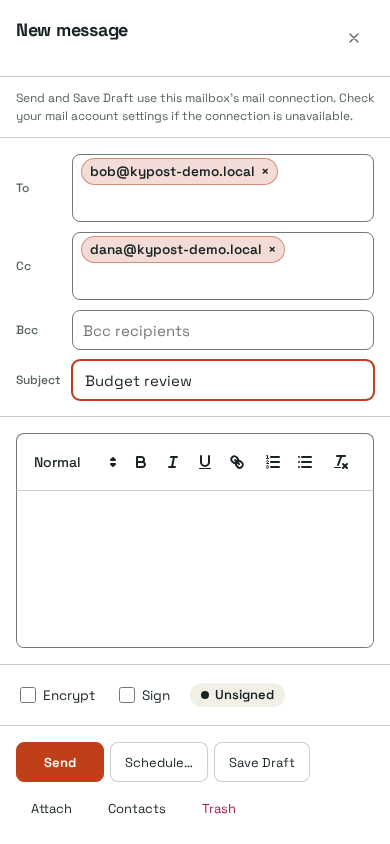 New message
×
Send and Save Draft use this mailbox's mail connection. Check
your mail account settings if the connection is unavailable.
To
bob@kypost-demo.local ×
Cc
dana@kypost-demo.local ×
Bcc
Bcc recipients
Subject
Budget review
Normal
B I U
Encrypt
Sign
Unsigned
Send
Schedule...
Save Draft
Attach
Contacts
Trash